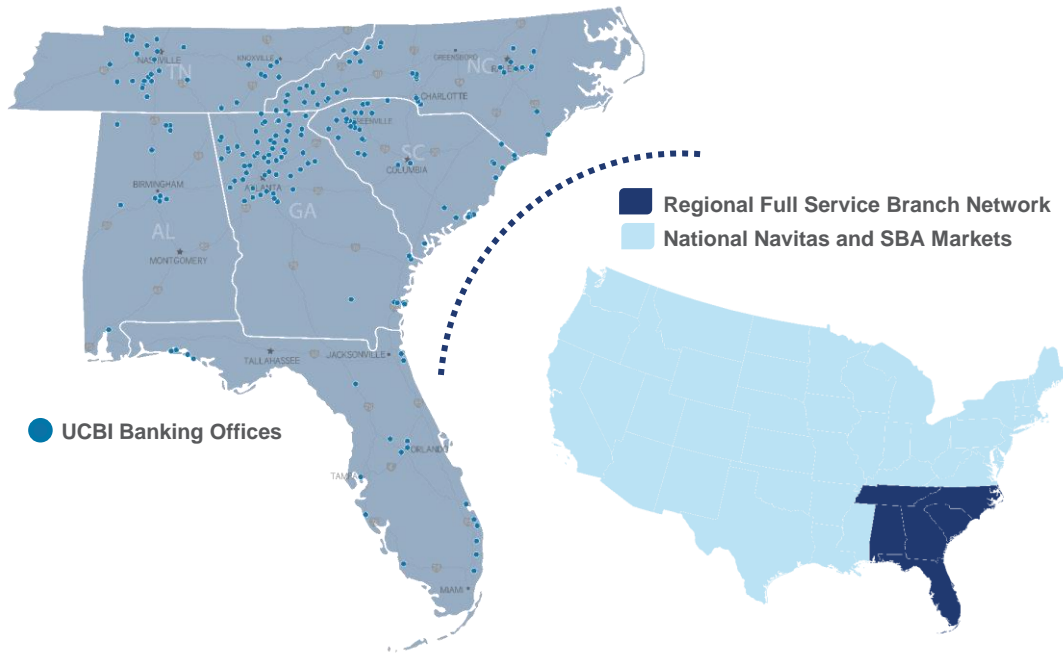 NASHVILLE
TN
KNOXVILLE
GREENSBORO
NC
CHARLOTTE
GREENVILLE
SC
COLUMBIA
ATLANTA
GA
BIRMINGHAM
AL
MONTGOMERY
TALLAHASSEE
JACKSONVILLE
ORLANDO
MIAMI
Regional Full Service Branch Network
National Navitas and SBA Markets
UCBI Banking Offices